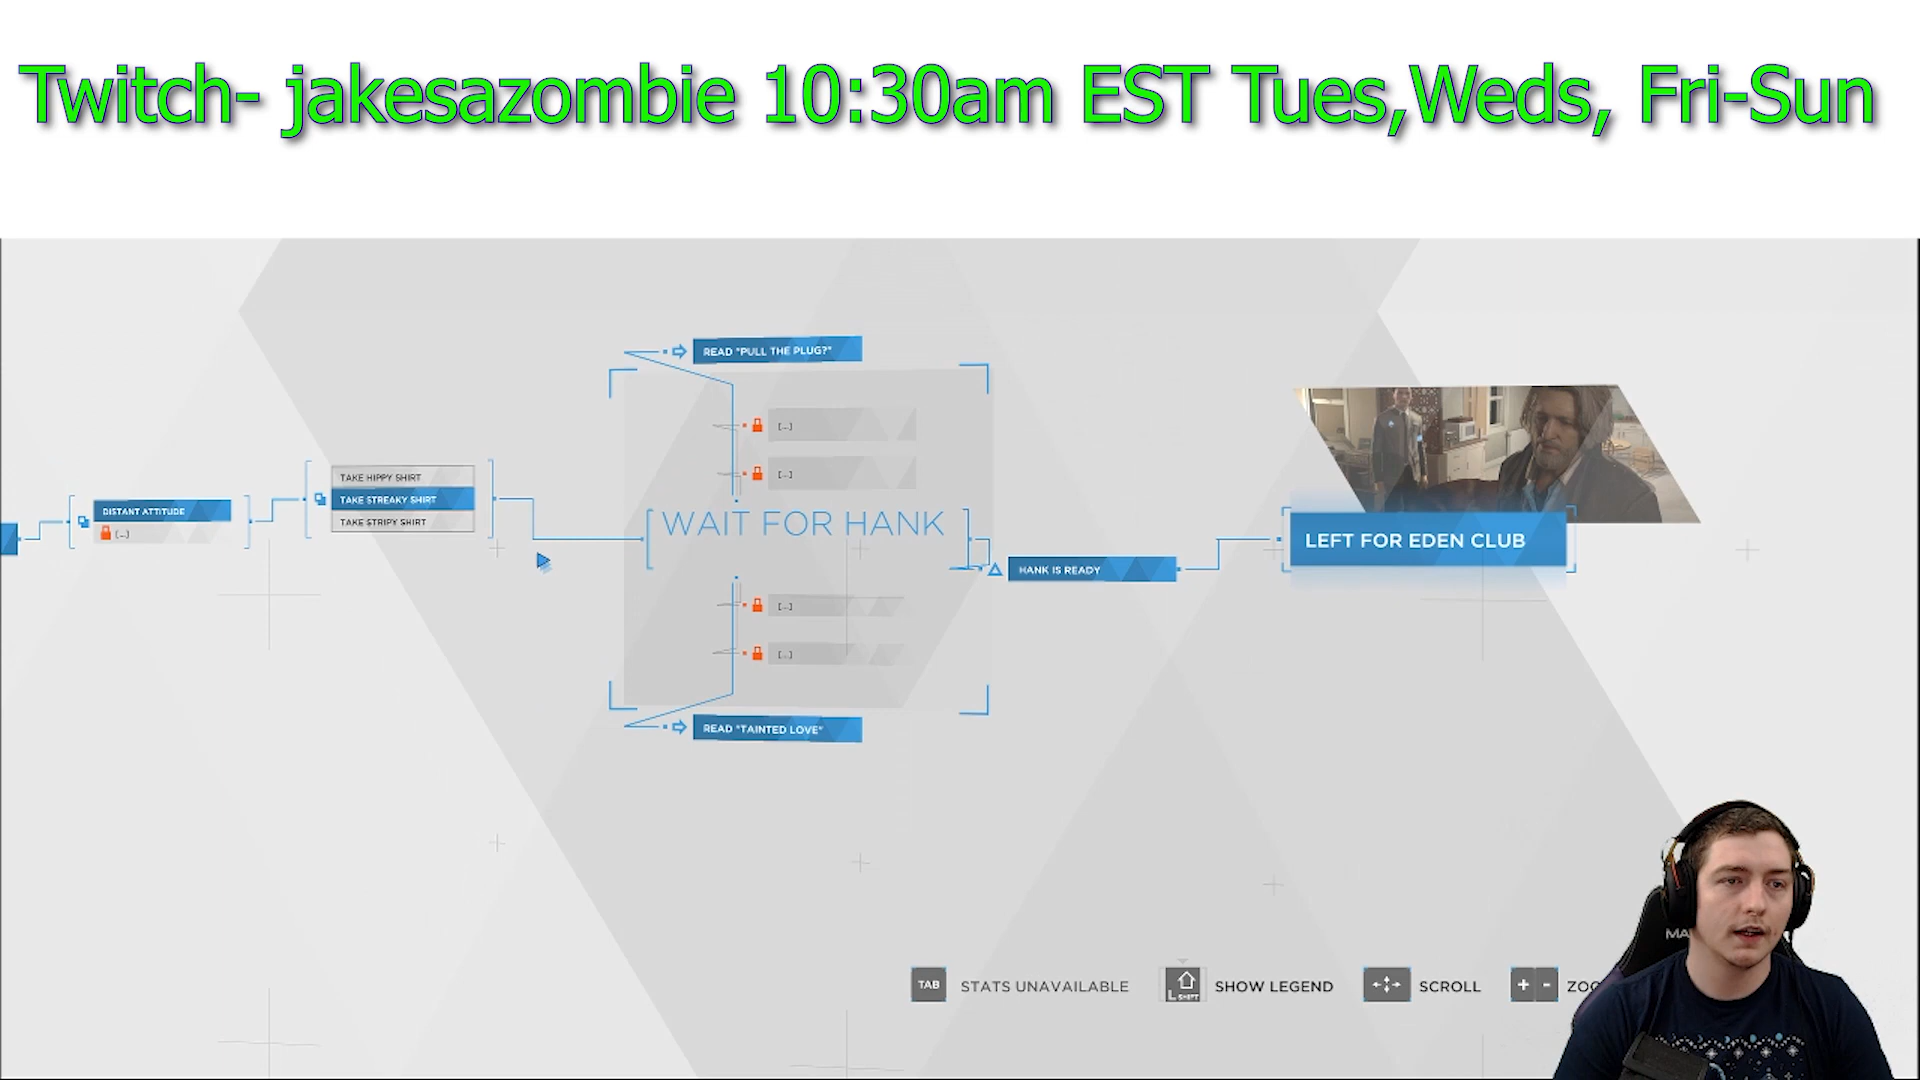 Twitch- jakesazombie 10:30am EST Tues,Weds, Fri-Sun
READ "PULL THE PLUG?"
[...]
[...]
TAKE HIPPY SHIRT
TAKE STREAKY SHIRT
TAKE STRIPY SHIRT
DISTANT ATTITUDE
[...]
WAIT FOR HANK
HANK IS READY
LEFT FOR EDEN CLUB
[...]
[...]
READ "TAINTED LOVE"
TAB STATS UNAVAILABLE
L SHIFT SHOW LEGEND
SCROLL
+ -